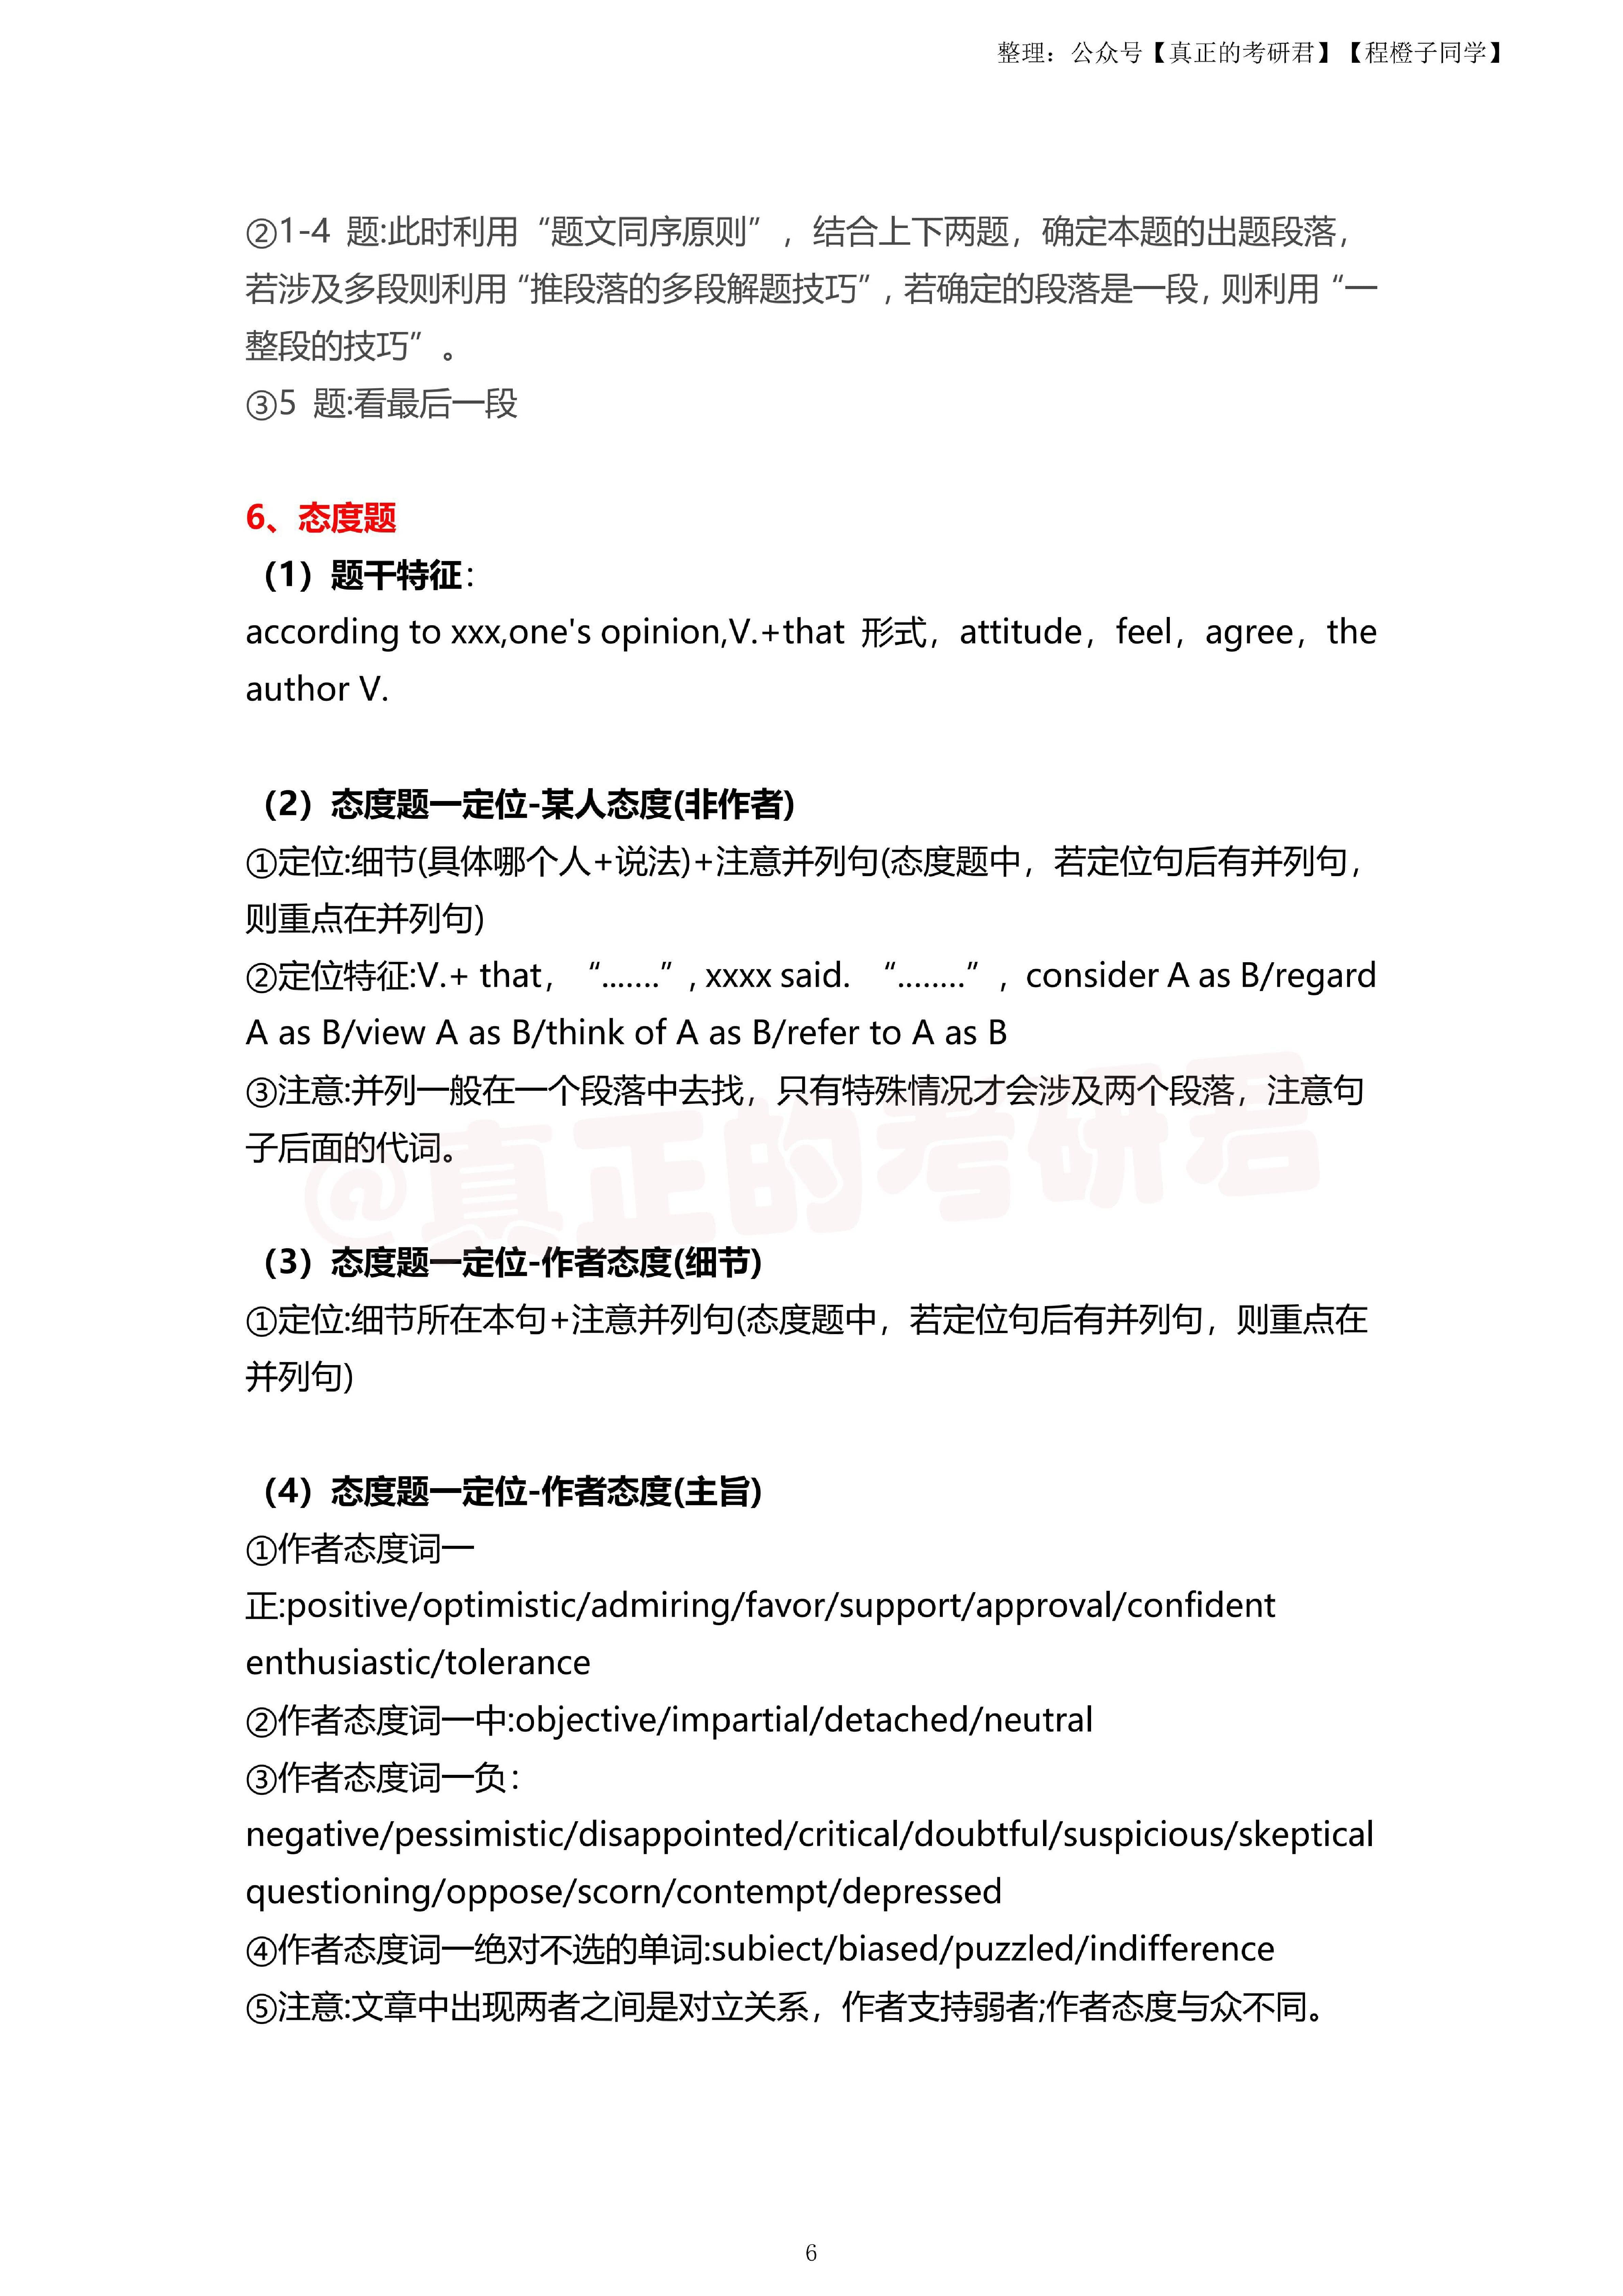 整理：公众号【真正的考研君】【程橙子同学】
②1-4 题:此时利用“题文同序原则”，结合上下两题，确定本题的出题段落，
若涉及多段则利用“推段落的多段解题技巧”，若确定的段落是一段，则利用“一
整段的技巧”。
③5 题:看最后一段
6、态度题
（1）题干特征：
according to xxx,one's opinion,V.+that 形式，attitude，feel，agree，the
author V.
（2）态度题一定位-某人态度(非作者)
①定位:细节(具体哪个人+说法)+注意并列句(态度题中，若定位句后有并列句，
则重点在并列句)
②定位特征:V.+ that，“.......”, xxxx said. “........”，consider A as B/regard
A as B/view A as B/think of A as B/refer to A as B
③注意:并列一般在一个段落中去找，只有特殊情况才会涉及两个段落，注意句
子后面的代词。
@真正的考研君
（3）态度题一定位-作者态度(细节)
①定位:细节所在本句+注意并列句(态度题中，若定位句后有并列句，则重点在
并列句)
（4）态度题一定位-作者态度(主旨)
①作者态度词一
正:positive/optimistic/admiring/favor/support/approval/confident
enthusiastic/tolerance
②作者态度词一中:objective/impartial/detached/neutral
③作者态度词一负：
negative/pessimistic/disappointed/critical/doubtful/suspicious/skeptical
questioning/oppose/scorn/contempt/depressed
④作者态度词一绝对不选的单词:subiect/biased/puzzled/indifference
⑤注意:文章中出现两者之间是对立关系，作者支持弱者;作者态度与众不同。
6